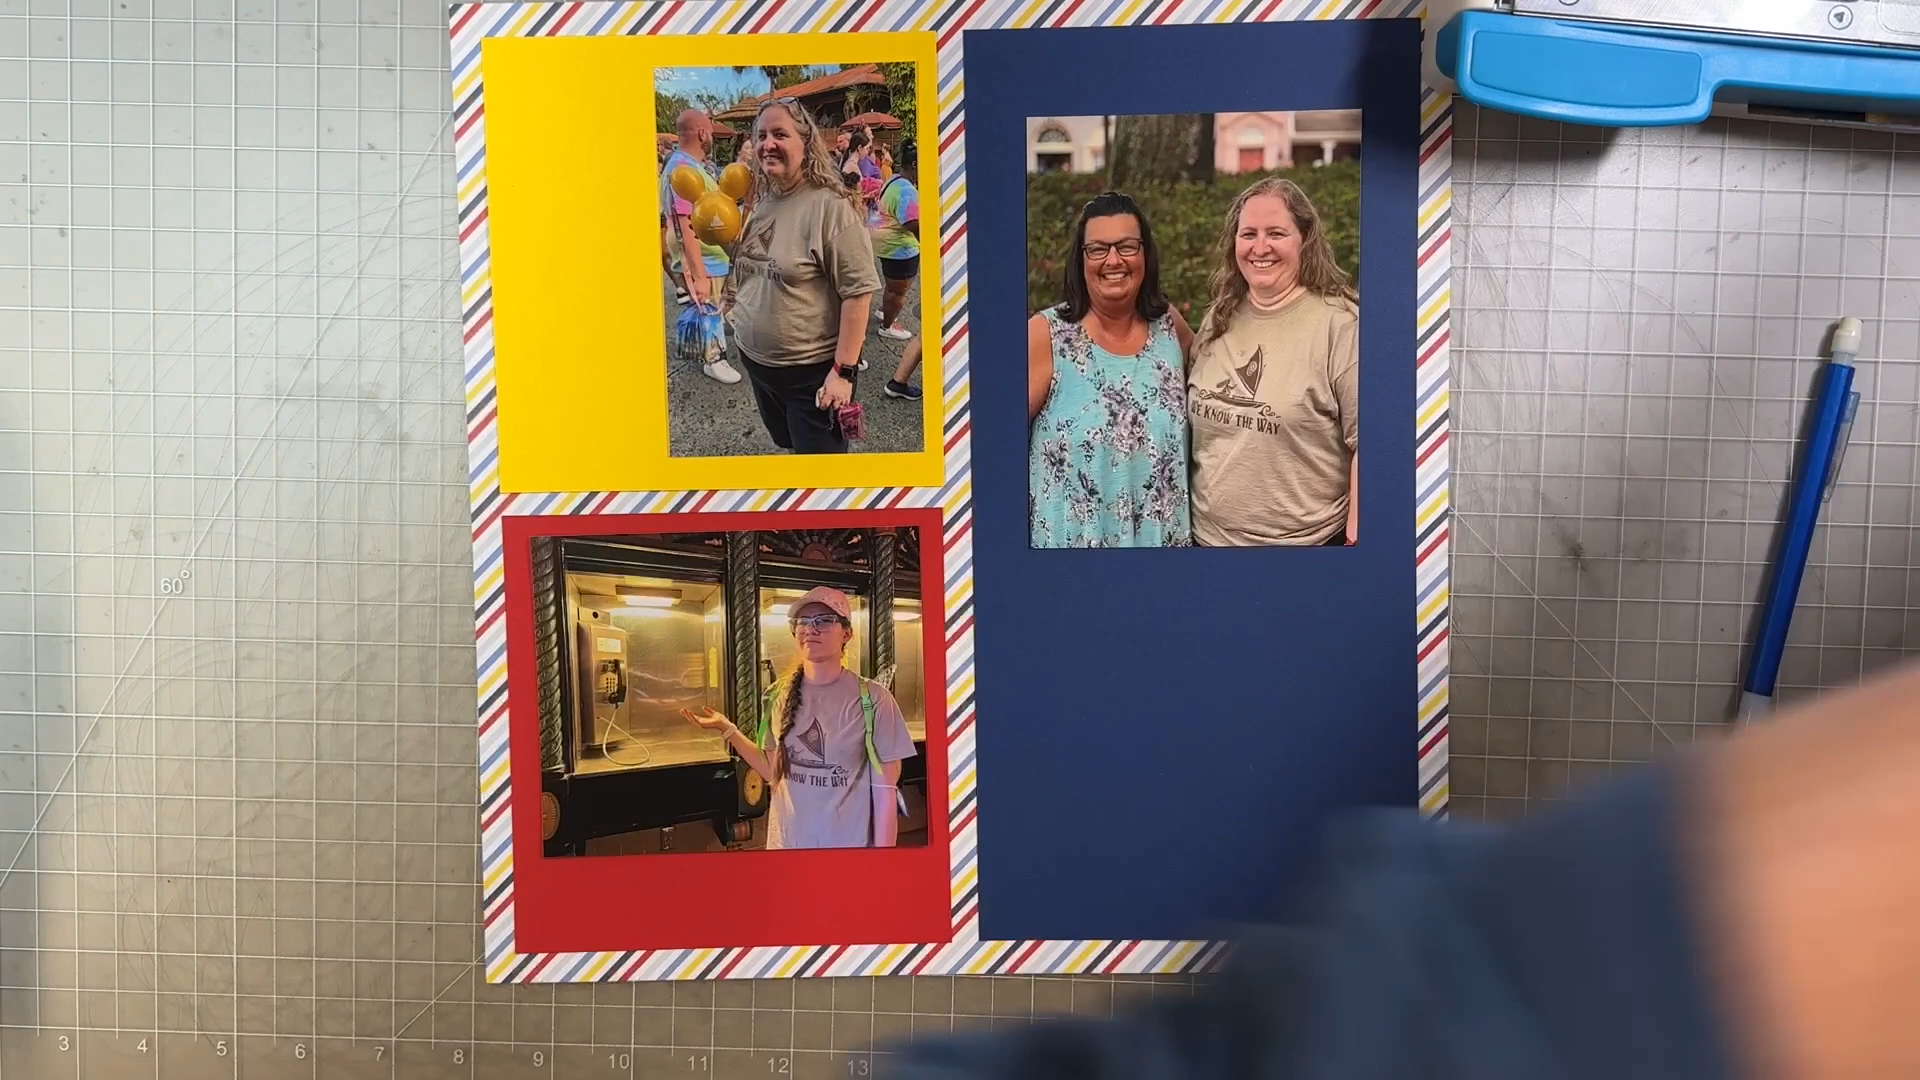 KNOW THE WAY
WE KNOW THE WAY
KNOW THE WAY
60°
3 4 5 6 7 8 9 10 11 12 13